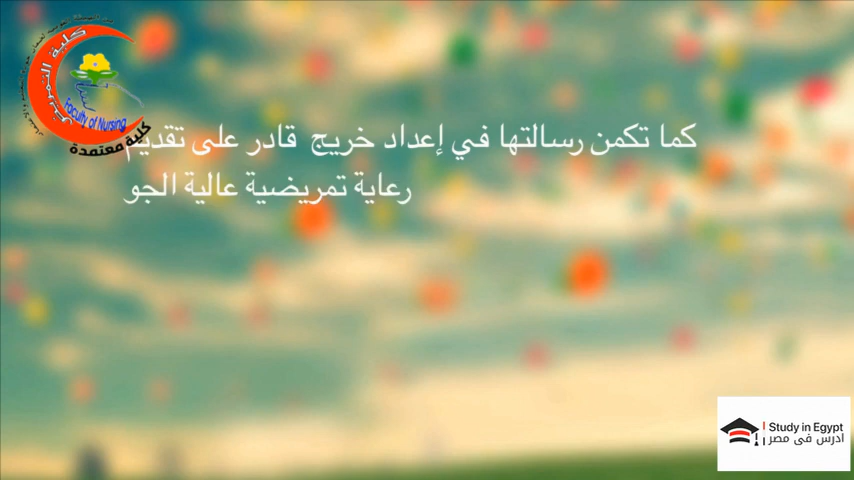 كلية التمريض
Faculty of Nursing
كلية معتمدة
كما تكمن رسالتها في إعداد خريج قادر على تقديم
رعاية تمريضية عالية الجو
Study in Egypt
ادرس فى مصر